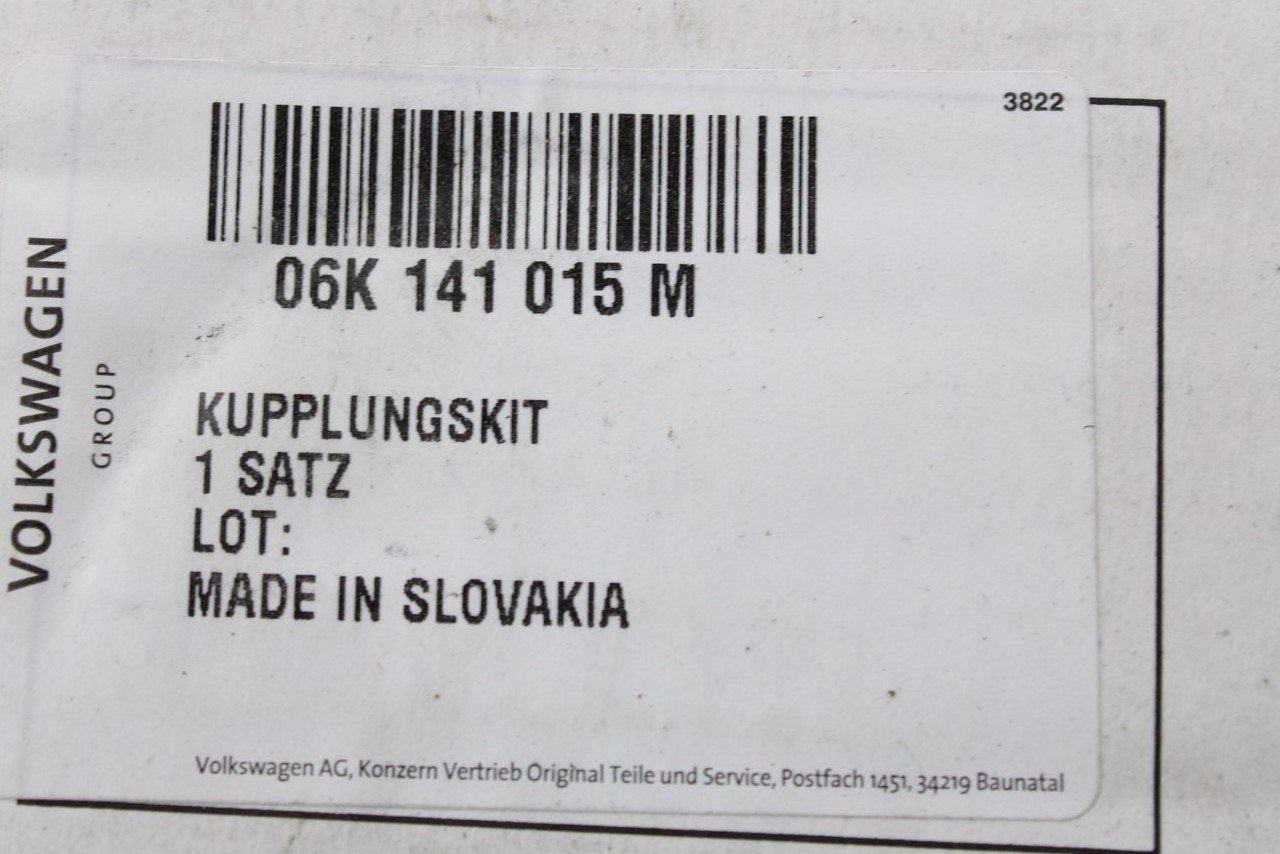 3822
06K 141 015 M
VOLKSWAGEN
GROUP
KUPPLUNGSKIT
1 SATZ
LOT:
MADE IN SLOVAKIA
Volkswagen AG, Konzern Vertrieb Original Teile und Service, Postfach 1451, 34219 Baunatal